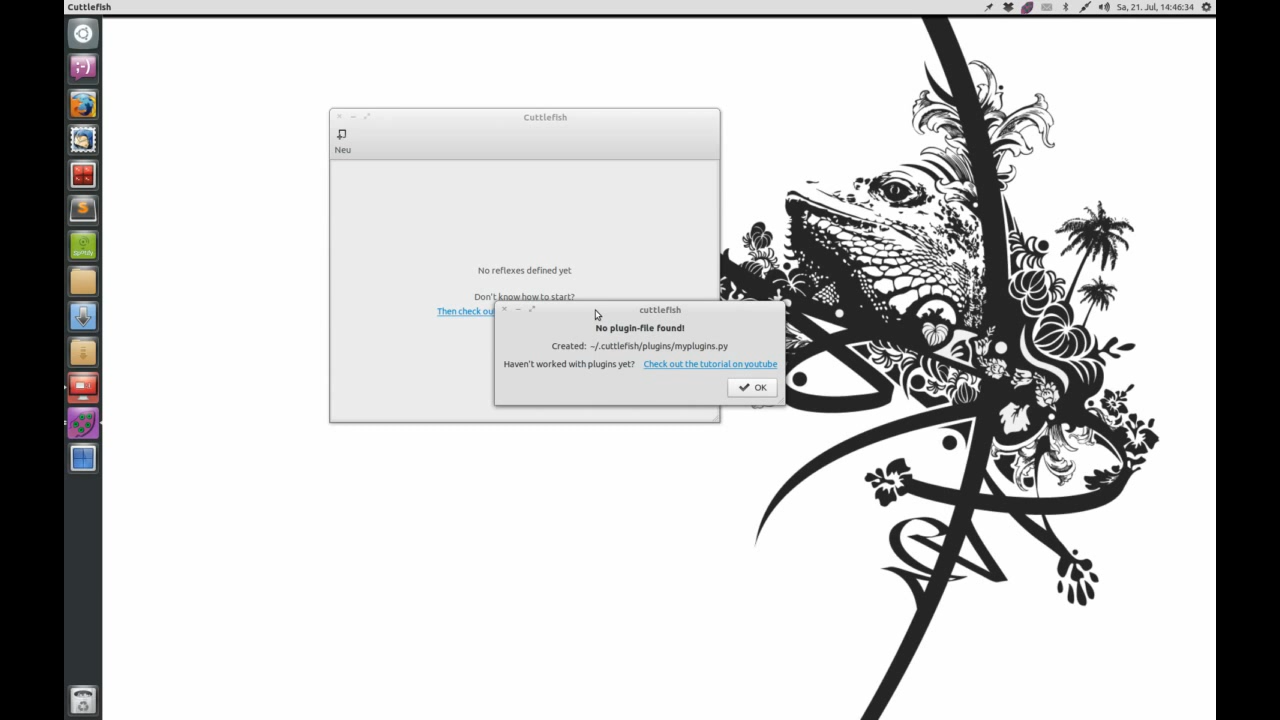 Cuttlefish
Sa, 21. Jul, 14:46:34
;-)
S
Cuttlefish
Neu
No reflexes defined yet
Don't know how to start?
Then check ou
cuttlefish
No plugin-file found!
Created: ~/.cuttlefish/plugins/myplugins.py
Haven't worked with plugins yet? Check out the tutorial on youtube
OK